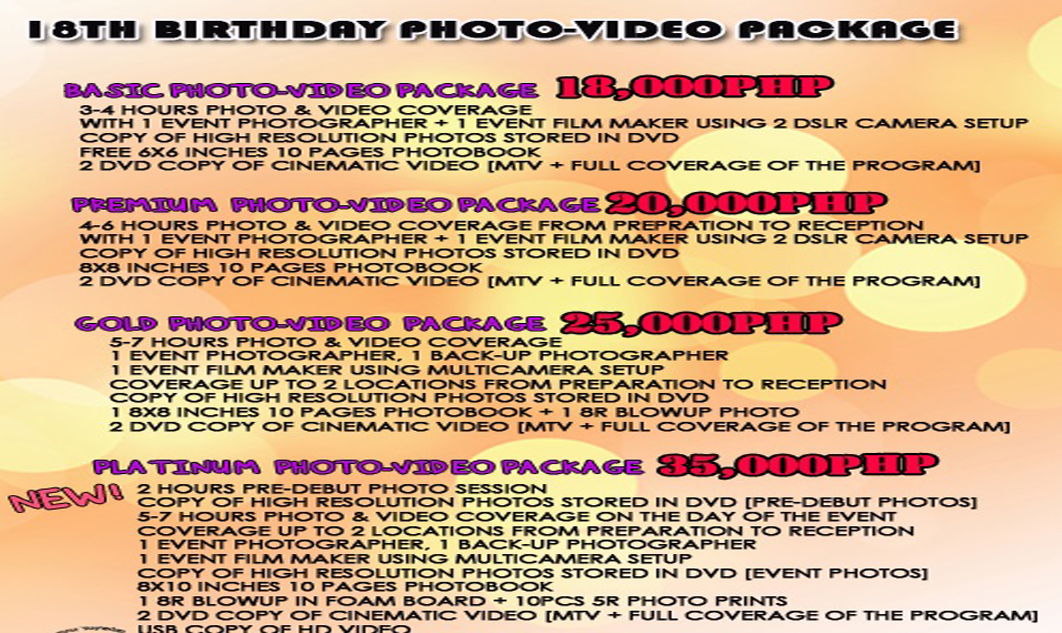 18TH BIRTHDAY PHOTO-VIDEO PACKAGE
BASIC PHOTO-VIDEO PACKAGE 18,000PHP
3-4 HOURS PHOTO & VIDEO COVERAGE
WITH 1 EVENT PHOTOGRAPHER + 1 EVENT FILM MAKER USING 2 DSLR CAMERA SETUP
COPY OF HIGH RESOLUTION PHOTOS STORED IN DVD
FREE 6X6 INCHES 10 PAGES PHOTOBOOK
2 DVD COPY OF CINEMATIC VIDEO [MTV + FULL COVERAGE OF THE PROGRAM]
PREMIUM PHOTO-VIDEO PACKAGE 20,000PHP
4-6 HOURS PHOTO & VIDEO COVERAGE FROM PREPRATION TO RECEPTION
WITH 1 EVENT PHOTOGRAPHER + 1 EVENT FILM MAKER USING 2 DSLR CAMERA SETUP
COPY OF HIGH RESOLUTION PHOTOS STORED IN DVD
8X8 INCHES 10 PAGES PHOTOBOOK
2 DVD COPY OF CINEMATIC VIDEO [MTV + FULL COVERAGE OF THE PROGRAM]
GOLD PHOTO-VIDEO PACKAGE 25,000PHP
5-7 HOURS PHOTO & VIDEO COVERAGE
1 EVENT PHOTOGRAPHER, 1 BACK-UP PHOTOGRAPHER
1 EVENT FILM MAKER USING MULTICAMERA SETUP
COVERAGE UP TO 2 LOCATIONS FROM PREPARATION TO RECEPTION
COPY OF HIGH RESOLUTION PHOTOS STORED IN DVD
1 8X8 INCHES 10 PAGES PHOTOBOOK + 1 8R BLOWUP PHOTO
2 DVD COPY OF CINEMATIC VIDEO [MTV + FULL COVERAGE OF THE PROGRAM]
PLATINUM PHOTO-VIDEO PACKAGE 35,000PHP
NEW! 2 HOURS PRE-DEBUT PHOTO SESSION
COPY OF HIGH RESOLUTION PHOTOS STORED IN DVD [PRE-DEBUT PHOTOS]
5-7 HOURS PHOTO & VIDEO COVERAGE ON THE DAY OF THE EVENT
COVERAGE UP TO 2 LOCATIONS FROM PREPARATION TO RECEPTION
1 EVENT PHOTOGRAPHER, 1 BACK-UP PHOTOGRAPHER
1 EVENT FILM MAKER USING MULTICAMERA SETUP
COPY OF HIGH RESOLUTION PHOTOS STORED IN DVD [EVENT PHOTOS]
8X10 INCHES 10 PAGES PHOTOBOOK
1 8R BLOWUP IN FOAM BOARD + 10PCS 5R PHOTO PRINTS
2 DVD COPY OF CINEMATIC VIDEO [MTV + FULL COVERAGE OF THE PROGRAM]
USB COPY OF HD VIDEO